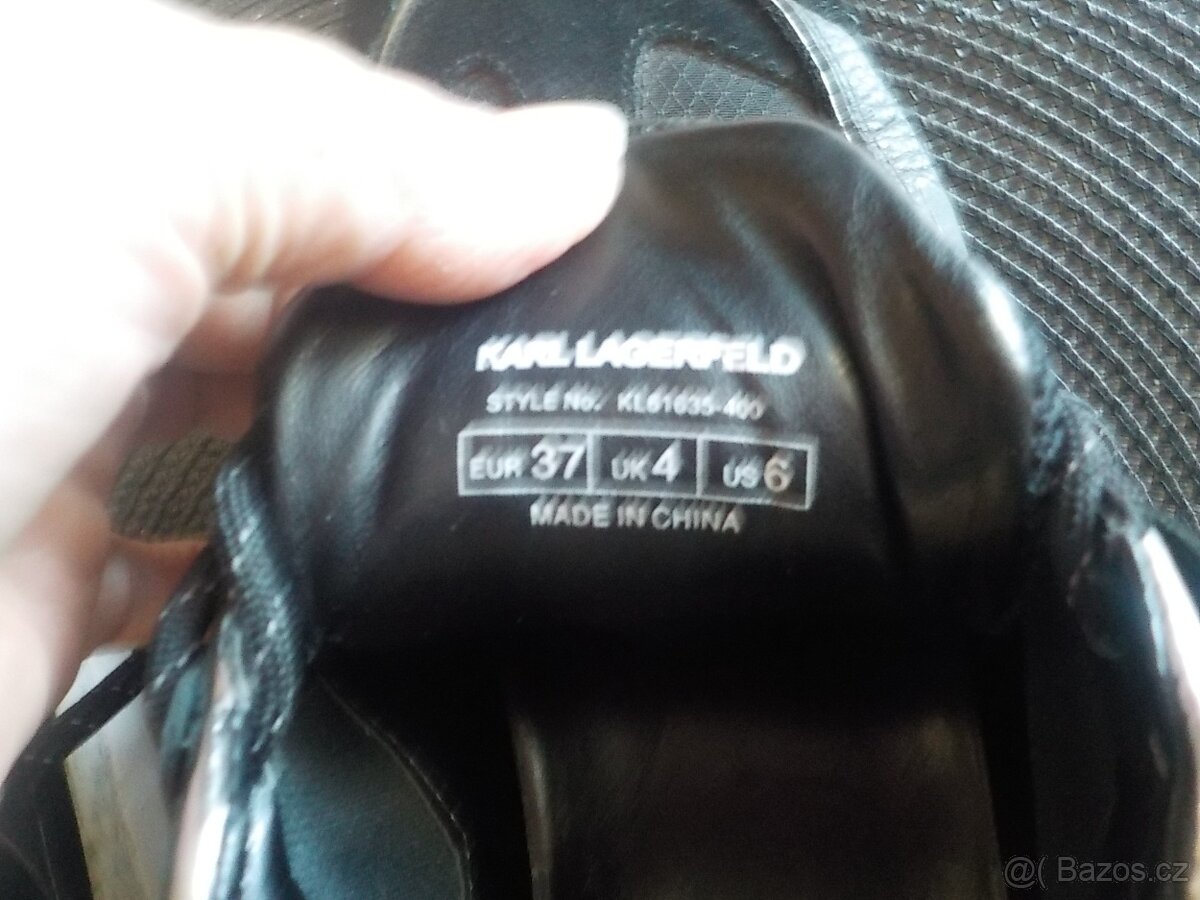 KARL LAGERFELD
STYLE No.: KL61635-400
EUR 37 UK 4 US 6
MADE IN CHINA
@( Bazos.cz